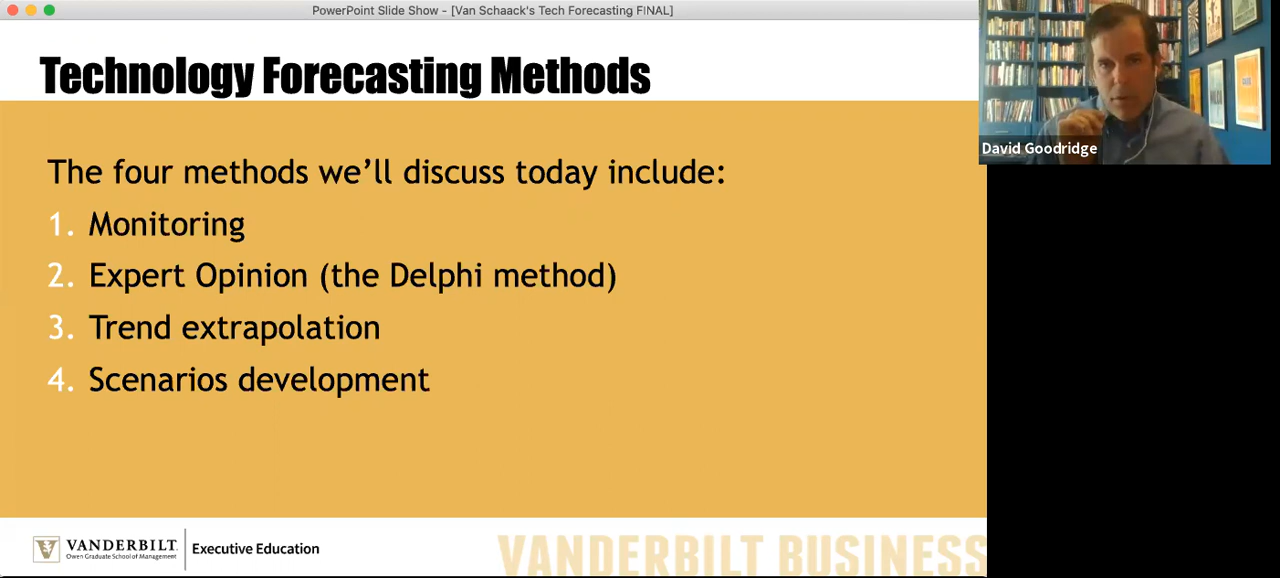 PowerPoint Slide Show - [Van Schaack's Tech Forecasting FINAL]
Technology Forecasting Methods
David Goodridge
The four methods we'll discuss today include:
1. Monitoring
2. Expert Opinion (the Delphi method)
3. Trend extrapolation
4. Scenarios development
VANDERBILT
Owen Graduate School of Management
Executive Education
VANDERBILT BUSINESS